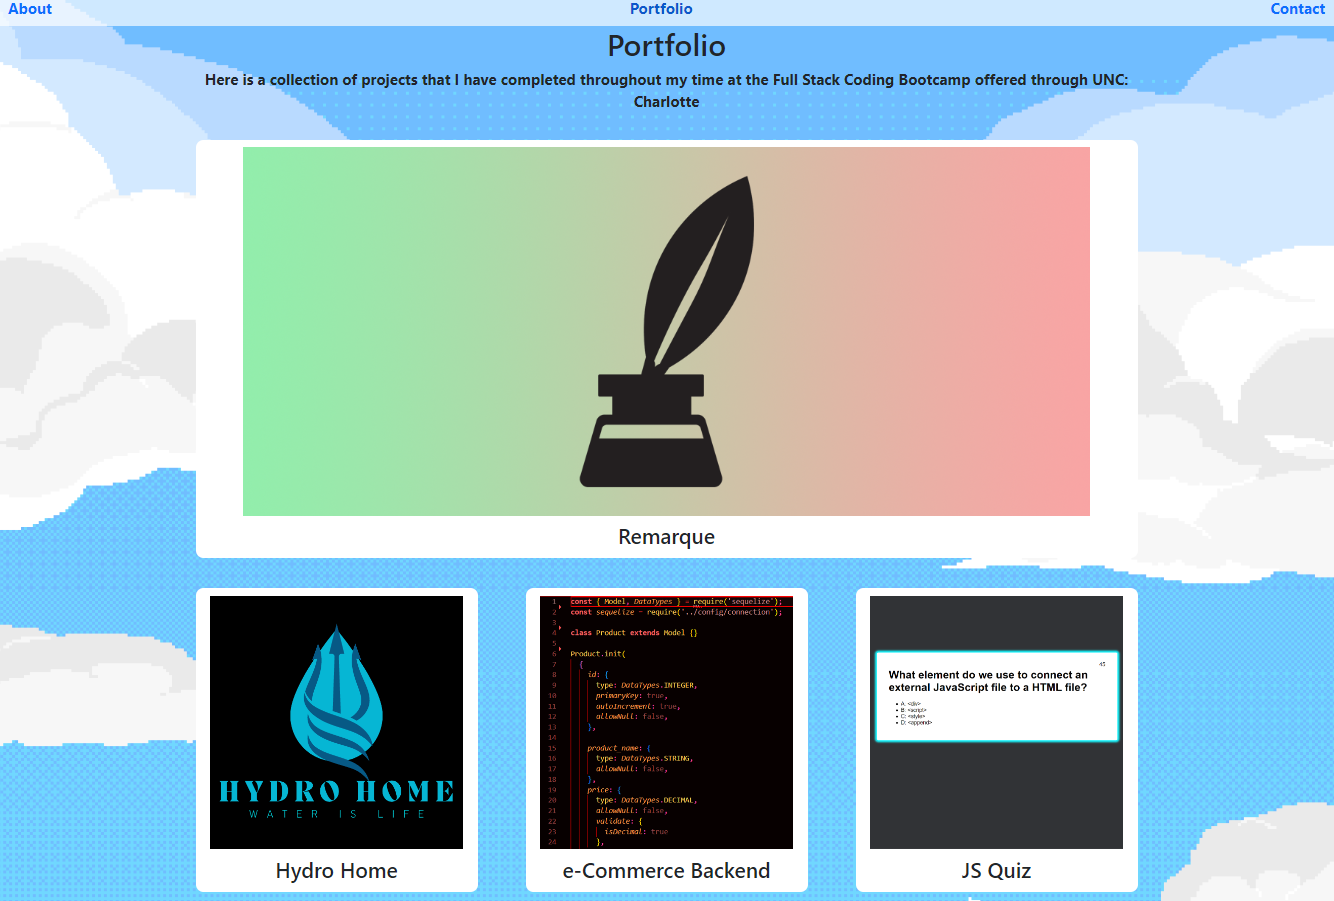 About
Portfolio
Contact
Portfolio
Here is a collection of projects that I have completed throughout my time at the Full Stack Coding Bootcamp offered through UNC:
Charlotte
Remarque
HYDRO HOME
WATER IS LIFE
Hydro Home
1 const { Model, DataTypes } = require('sequelize');
2 const sequelize = require('../config/connection');
3
4 class Product extends Model {}
5
6 Product.init(
7 {
8 id: {
9 type: DataTypes.INTEGER,
10 primaryKey: true,
11 autoIncrement: true,
12 allowNull: false,
13 },
14
15 product_name: {
16 type: DataTypes.STRING,
17 allowNull: false,
18 },
19 price: {
20 type: DataTypes.DECIMAL,
21 allowNull: false,
22 validate: {
23 isDecimal: true
24 },
e-Commerce Backend
45
What element do we use to connect an
external JavaScript file to a HTML file?
A. <div>
B: <script>
C: <style>
D: <append>
JS Quiz